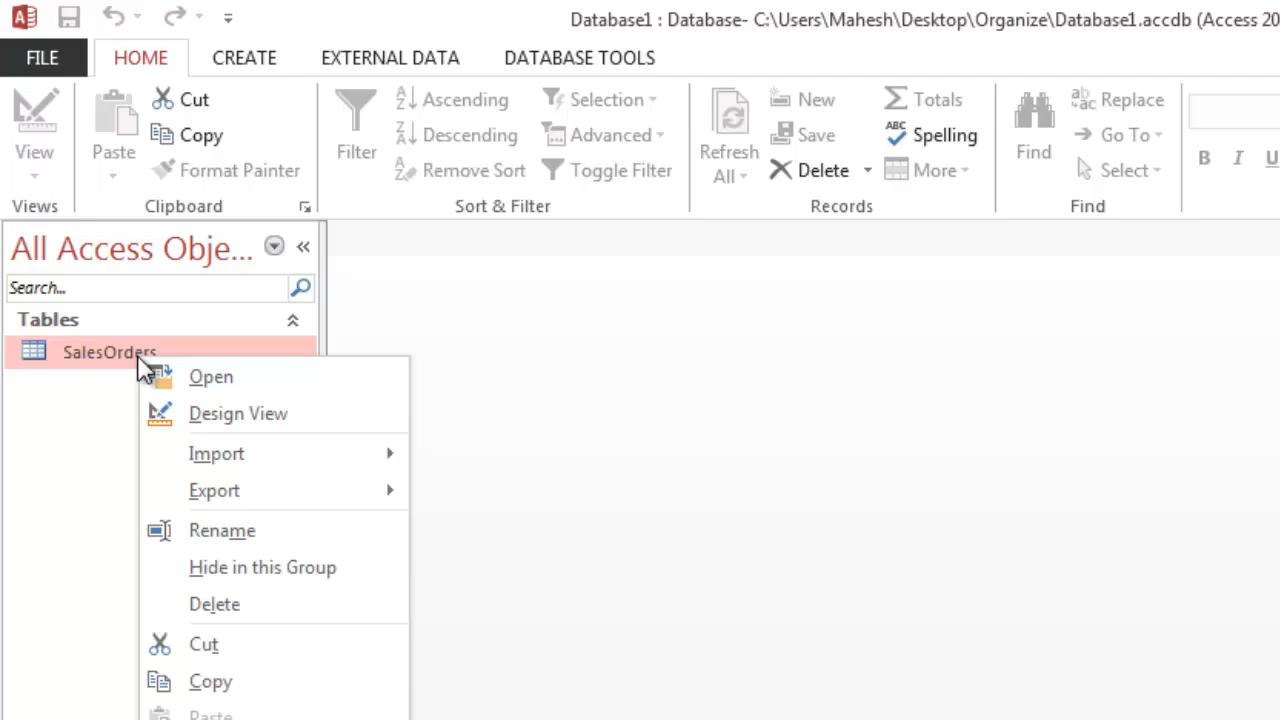 Database1 : Database- C:\Users\Mahesh\Desktop\Organize\Database1.accdb (Access 20
FILE HOME CREATE EXTERNAL DATA DATABASE TOOLS
View
Views
Paste
Cut
Copy
Format Painter
Clipboard
Filter
Ascending
Descending
Remove Sort
Selection
Advanced
Toggle Filter
Sort & Filter
Refresh
All
New
Save
Delete
Totals
Spelling
More
Records
Find
Replace
Go To
Select
Find
B I U
All Access Obje...
Search...
Tables
SalesOrders
Open
Design View
Import
Export
Rename
Hide in this Group
Delete
Cut
Copy
Paste